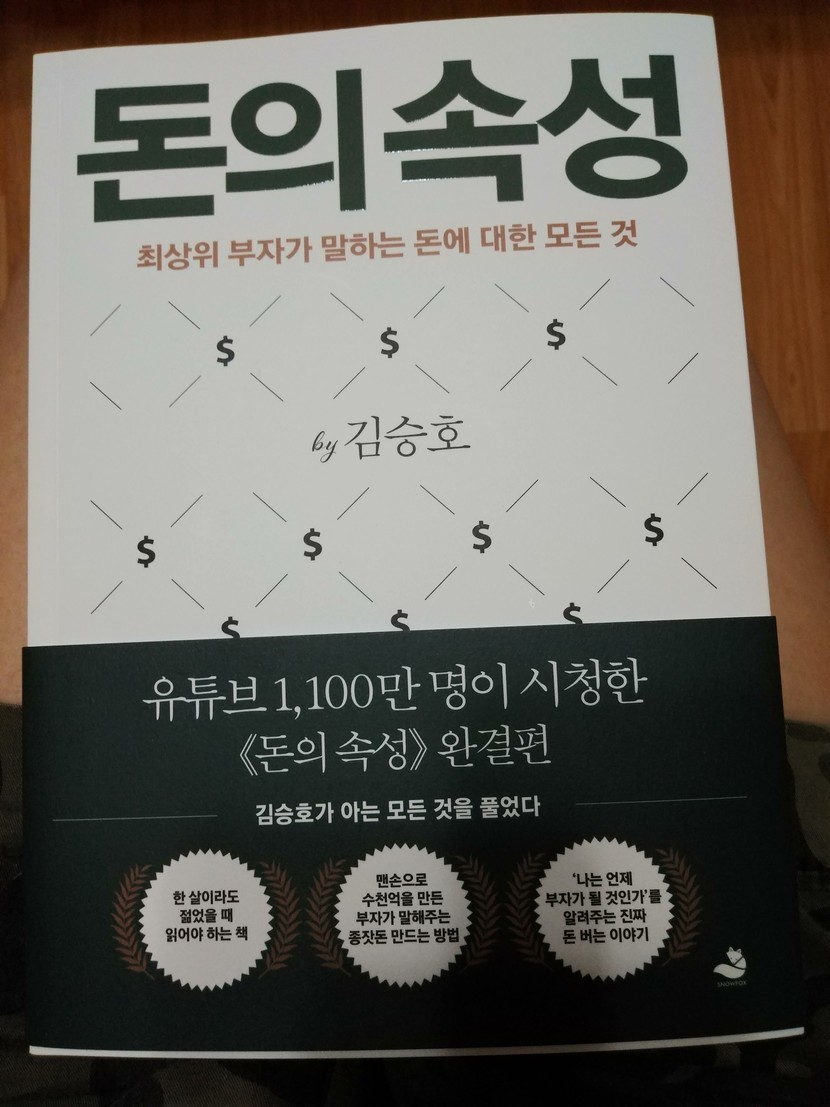 돈의 속성
최상위 부자가 말하는 돈에 대한 모든 것
$ $ $
by 김승호
$ $ $ $
$ $ $
유튜브 1,100만 명이 시청한
《돈의 속성》 완결편
김승호가 아는 모든 것을 풀었다
한 살이라도
젊었을 때
읽어야 하는 책
맨손으로
수천억을 만든
부자가 말해주는
종잣돈 만드는 방법
‘나는 언제
부자가 될 것인가’를
알려주는 진짜
돈 버는 이야기
SNOWFOX